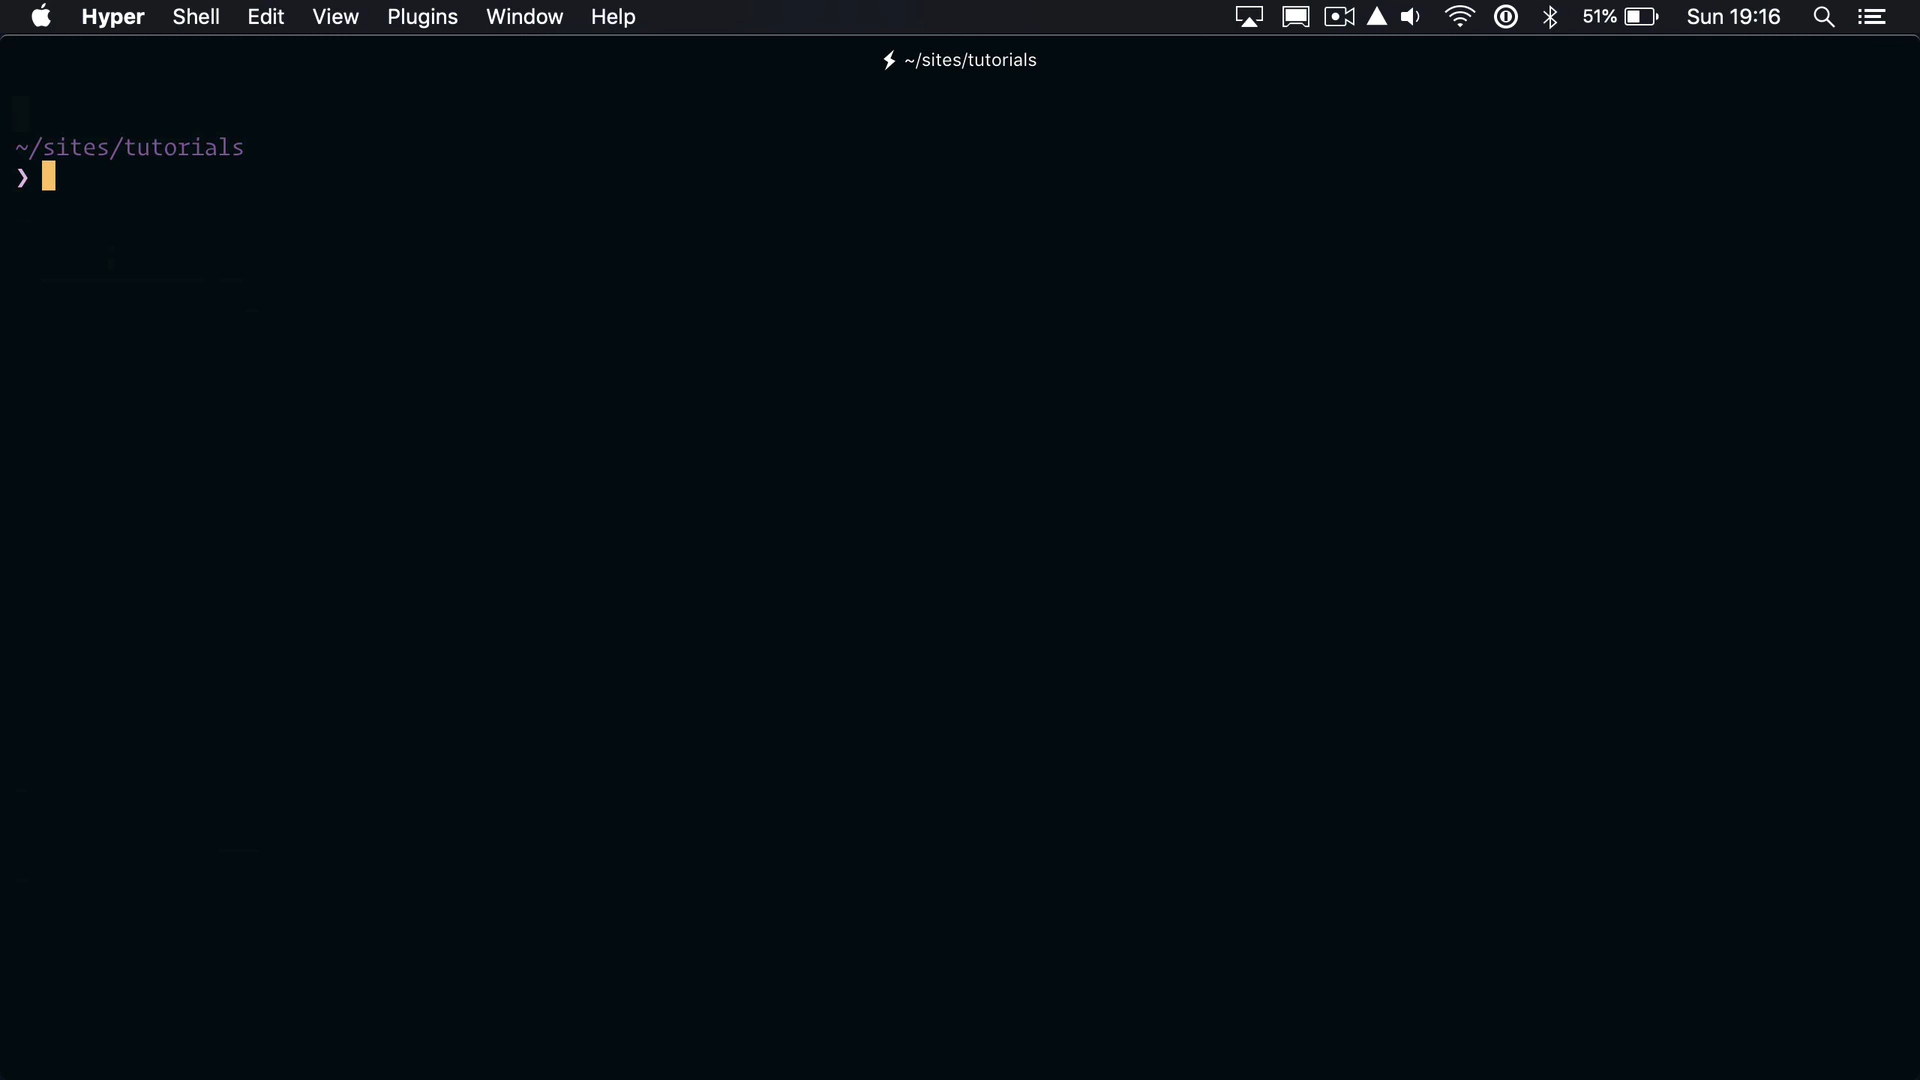 Hyper Shell Edit View Plugins Window Help 51% Sun 19:16
~/sites/tutorials
~/sites/tutorials
❯